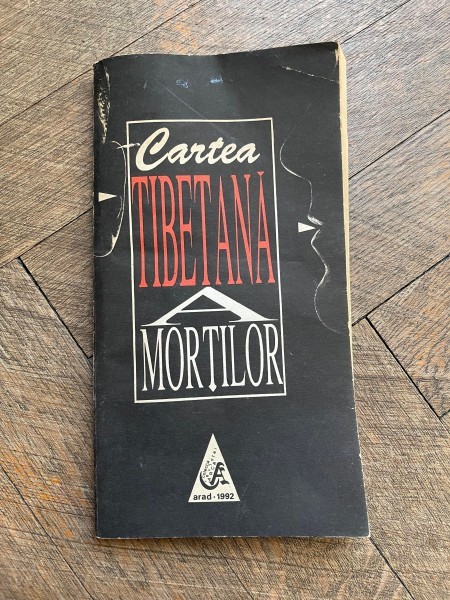 Cartea
TIBETANĂ
A
MORȚILOR
arad - 1992